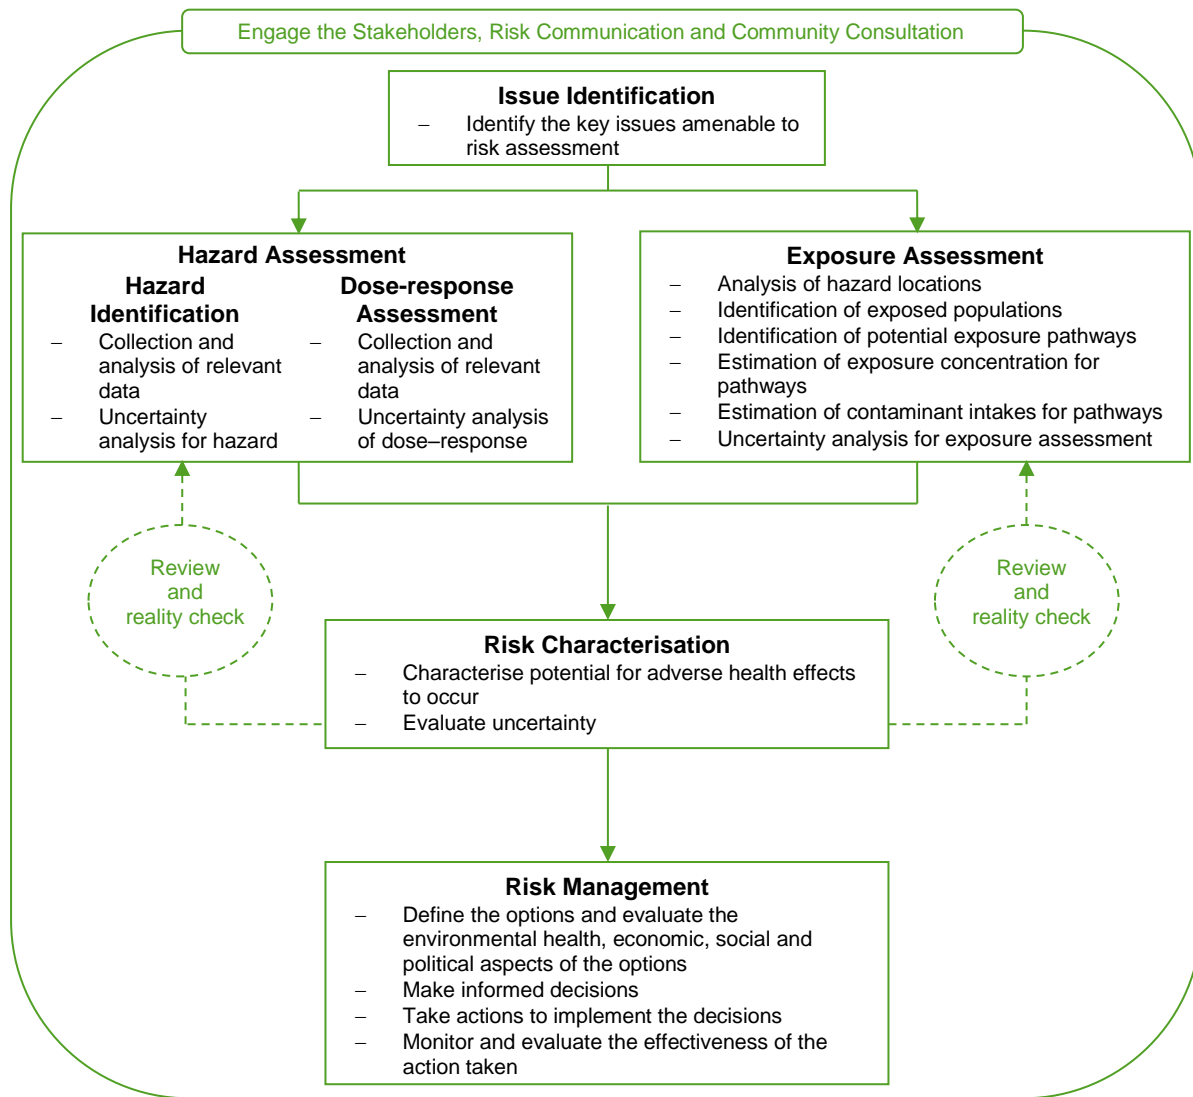 Engage the Stakeholders, Risk Communication and Community Consultation
Issue Identification
– Identify the key issues amenable to
risk assessment
Hazard Assessment
Hazard
Identification
– Collection and
analysis of relevant
data
– Uncertainty
analysis for hazard
Dose-response
Assessment
– Collection and
analysis of relevant
data
– Uncertainty analysis
of dose–response
Exposure Assessment
– Analysis of hazard locations
– Identification of exposed populations
– Identification of potential exposure pathways
– Estimation of exposure concentration for
pathways
– Estimation of contaminant intakes for pathways
– Uncertainty analysis for exposure assessment
Review
and
reality check
Review
and
reality check
Risk Characterisation
– Characterise potential for adverse health effects
to occur
– Evaluate uncertainty
Risk Management
– Define the options and evaluate the
environmental health, economic, social and
political aspects of the options
– Make informed decisions
– Take actions to implement the decisions
– Monitor and evaluate the effectiveness of the
action taken